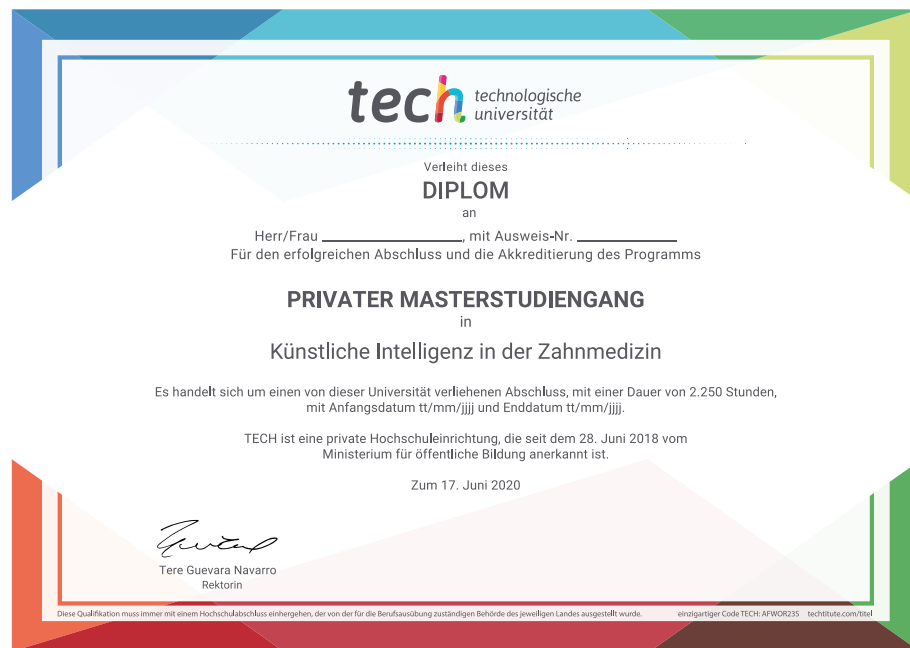 tech technologische
universität
Verleiht dieses
DIPLOM
an
Herr/Frau ____________________, mit Ausweis-Nr. ______________
Für den erfolgreichen Abschluss und die Akkreditierung des Programms
PRIVATER MASTERSTUDIENGANG
in
Künstliche Intelligenz in der Zahnmedizin
Es handelt sich um einen von dieser Universität verliehenen Abschluss, mit einer Dauer von 2.250 Stunden,
mit Anfangsdatum tt/mm/jjjj und Enddatum tt/mm/jjjj.
TECH ist eine private Hochschuleinrichtung, die seit dem 28. Juni 2018 vom
Ministerium für öffentliche Bildung anerkannt ist.
Zum 17. Juni 2020
Tere Guevara Navarro
Rektorin
Diese Qualifikation muss immer mit einem Hochschulabschluss einhergehen, der von der für die Berufsausübung zuständigen Behörde des jeweiligen Landes ausgestellt wurde. einzigartiger Code TECH: AFWOR23S techtitute.com/titel